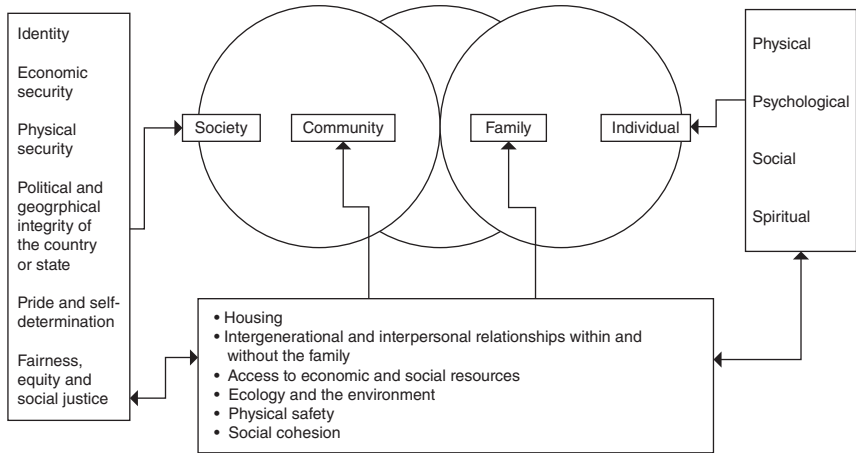 Identity
Economic
security
Physical
security
Political and
geogrphical
integrity of
the country
or state
Pride and self-
determination
Fairness,
equity and
social justice
Society
Community
Family
Individual
Physical
Psychological
Social
Spiritual
• Housing
• Intergenerational and interpersonal relationships within and
without the family
• Access to economic and social resources
• Ecology and the environment
• Physical safety
• Social cohesion